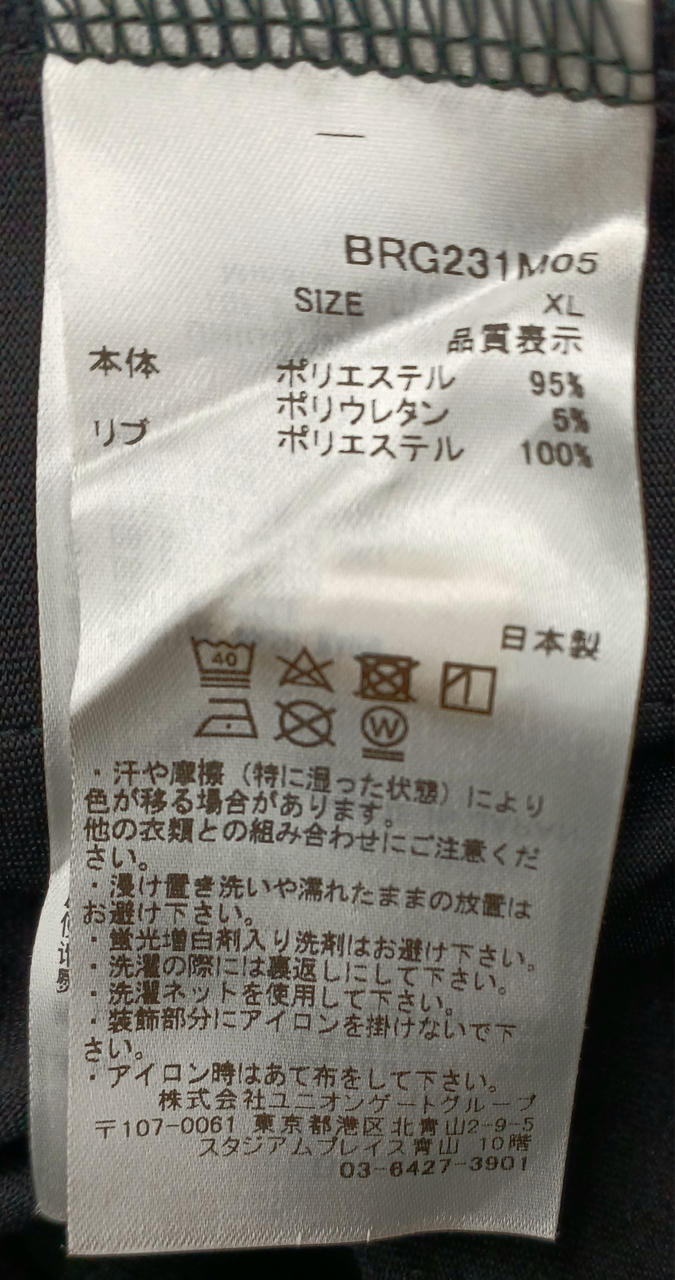 BRG231M05
SIZE XL
品質表示
本体 ポリエステル 95%
ポリウレタン 5%
リブ ポリエステル 100%
日本製
40
W
・汗や摩擦（特に湿った状態）により
色が移る場合があります。
他の衣類との組み合わせにご注意くだ
さい。
・浸け置き洗いや濡れたままの放置は
お避け下さい。
・蛍光増白剤入り洗剤はお避け下さい。
・洗濯の際には裏返しにして下さい。
・洗濯ネットを使用して下さい。
・装飾部分にアイロンを掛けないで下
さい。
・アイロン時はあて布をして下さい。
株式会社ユニオンゲートグループ
〒107-0061 東京都港区北青山2-9-5
スタジアムプレイス青山 10階
03-6427-3901